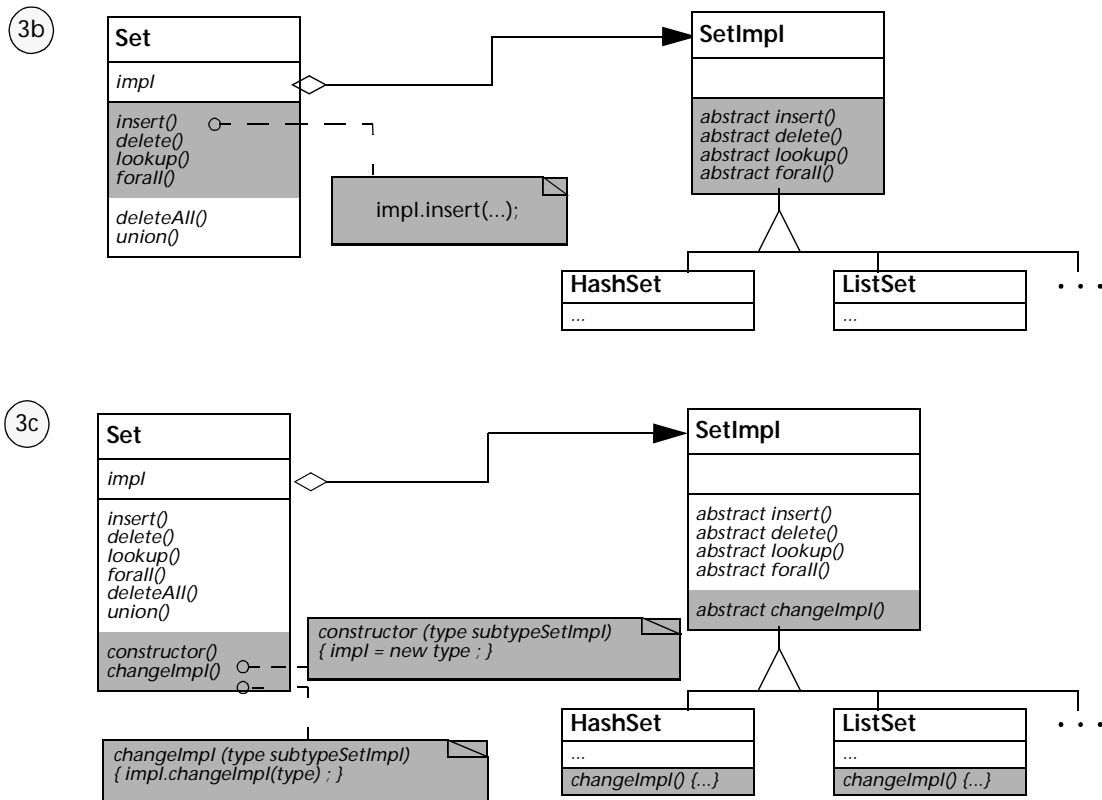 3b
Set
impl
insert()
delete()
lookup()
forall()
deleteAll()
union()
impl.insert(...);
SetImpl
abstract insert()
abstract delete()
abstract lookup()
abstract forall()
HashSet
...
ListSet
...
. . .
3c
Set
impl
insert()
delete()
lookup()
forall()
deleteAll()
union()
constructor()
changeImpl()
constructor (type subtypeSetImpl)
{ impl = new type ; }
changeImpl (type subtypeSetImpl)
{ impl.changeImpl(type) ; }
SetImpl
abstract insert()
abstract delete()
abstract lookup()
abstract forall()
abstract changeImpl()
HashSet
...
changeImpl() {...}
ListSet
...
changeImpl() {...}
. . .